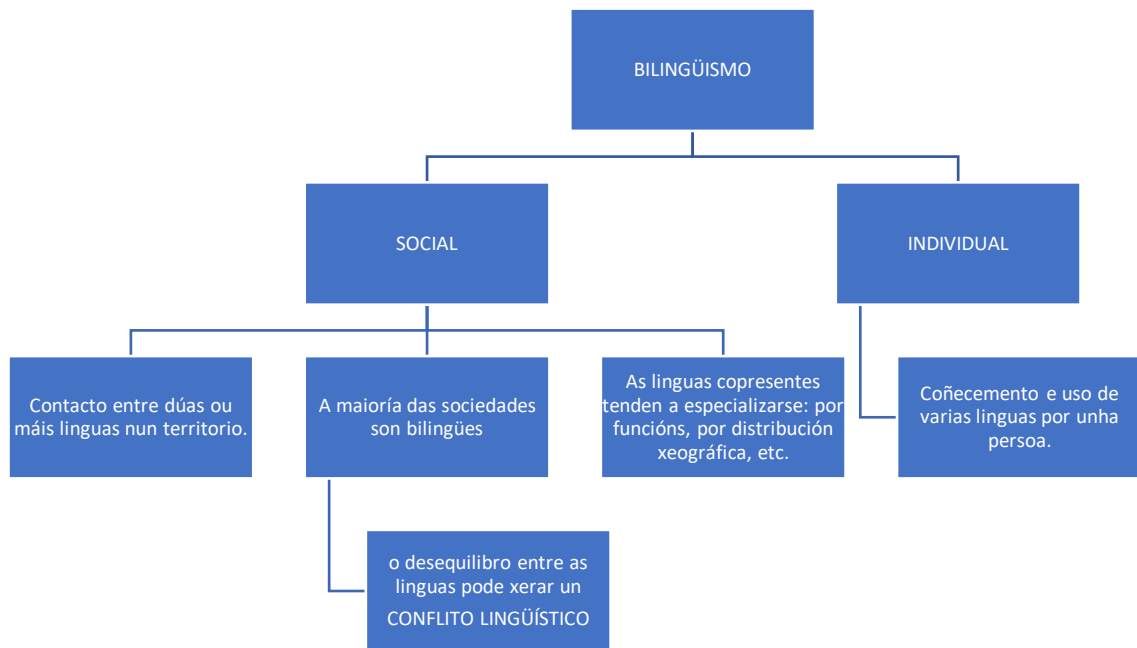 BILINGÜISMO
SOCIAL
INDIVIDUAL
Contacto entre dúas ou
máis linguas nun territorio.
A maioría das sociedades
son bilingües
As linguas copresentes
tenden a especializarse: por
funcións, por distribución
xeográfica, etc.
Coñecemento e uso de
varias linguas por unha
persoa.
o desequilibro entre as
linguas pode xerar un
CONFLITO LINGÜÍSTICO